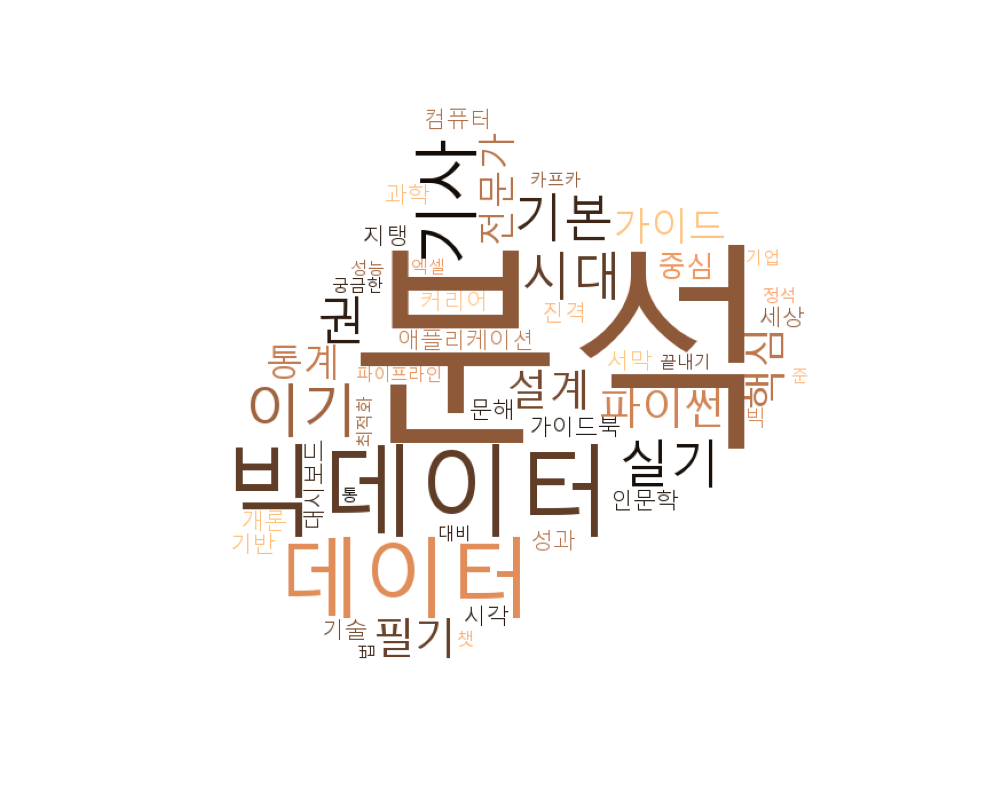 컴퓨터
기사
전문가
카프카
과학
기본
가이드
지탱
분석
시대
중심
기업
성능
엑셀
궁금한
커리어
진격
정석
세상
권
애플리케이션
서막
끝내기
핵심
통계
파이프라인
설계
준
이기
최적화
문해
가이드북
파이썬
빅
빅데이터
대시보드
통
실기
인문학
개론
기반
대비
성과
데이터
시각
기술
필기
챗
법